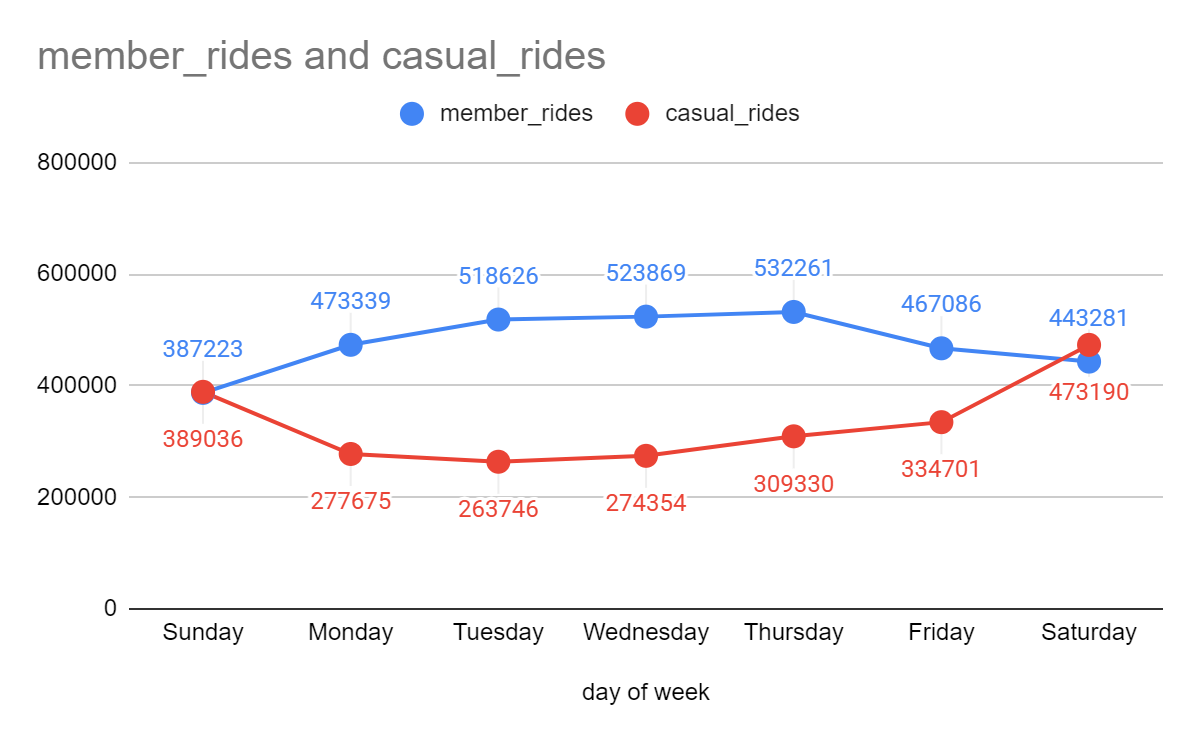 member_rides and casual_rides
member_rides casual_rides
800000
600000
400000
200000
0
387223 473339 518626 523869 532261 467086 443281
389036 277675 263746 274354 309330 334701 473190
Sunday Monday Tuesday Wednesday Thursday Friday Saturday
day of week